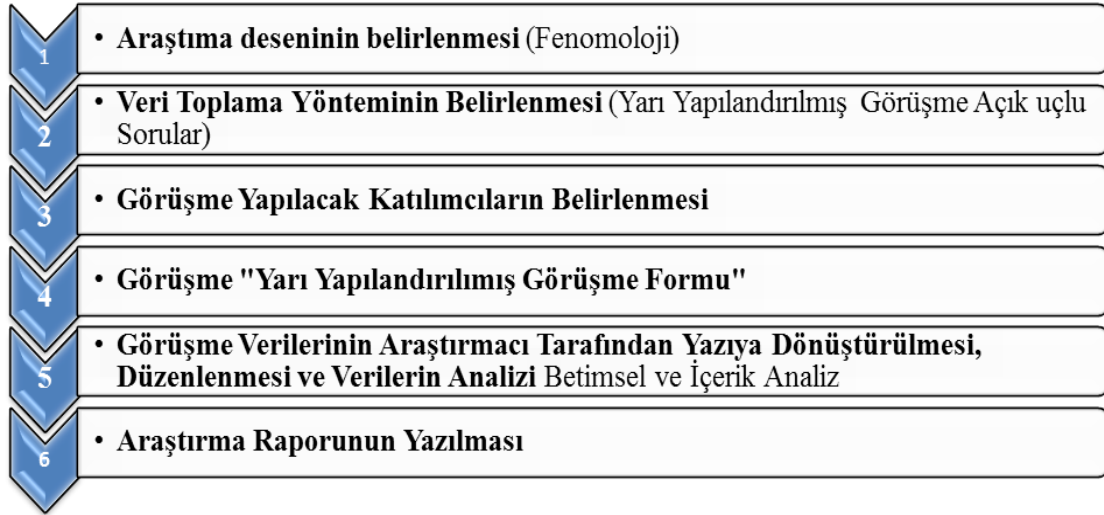 1
• Araştıma deseninin belirlenmesi (Fenomoloji)
2
• Veri Toplama Yönteminin Belirlenmesi (Yarı Yapılandırılmış Görüşme Açık uçlu
Sorular)
3
• Görüşme Yapılacak Katılımcıların Belirlenmesi
4
• Görüşme "Yarı Yapılandırılımış Görüşme Formu"
5
• Görüşme Verilerinin Araştırmacı Tarafından Yazıya Dönüştürülmesi,
Düzenlenmesi ve Verilerin Analizi Betimsel ve İçerik Analiz
6
• Araştırma Raporunun Yazılması